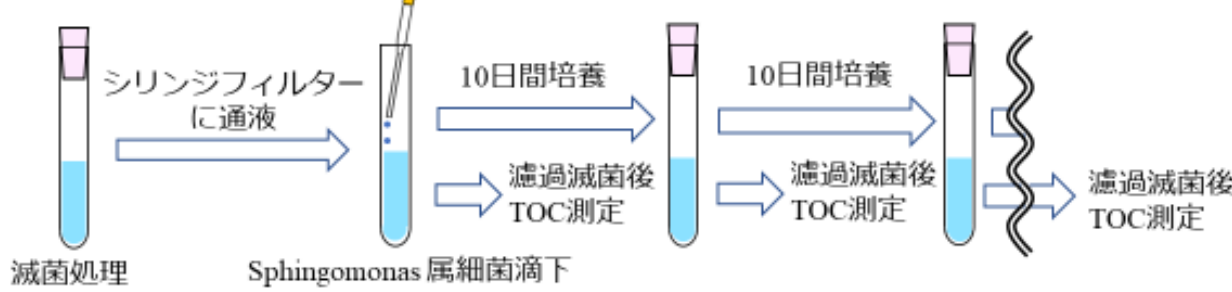 シリンジフィルター
に通液
10日間培養
10日間培養
濾過滅菌後
TOC測定
濾過滅菌後
TOC測定
濾過滅菌後
TOC測定
滅菌処理
Sphingomonas 属細菌滴下